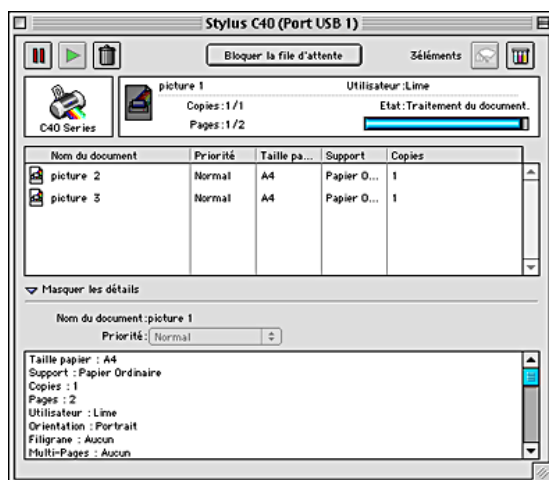 Stylus C40 (Port USB 1)
Bloquer la file d'attente
3éléments
C40 Series
picture 1
Utilisateur :Lime
Copies :1/1
Etat :Traitement du document.
Pages :1/2
Nom du document Priorité Taille pa... Support Copies
picture 2 Normal A4 Papier O... 1
picture 3 Normal A4 Papier O... 1
Masquer les détails
Nom du document :picture 1
Priorité : Normal
Taille papier : A4
Support : Papier Ordinaire
Copies : 1
Pages : 2
Utilisateur : Lime
Orientation : Portrait
Filigrane : Aucun
Multi-Pages : Aucun